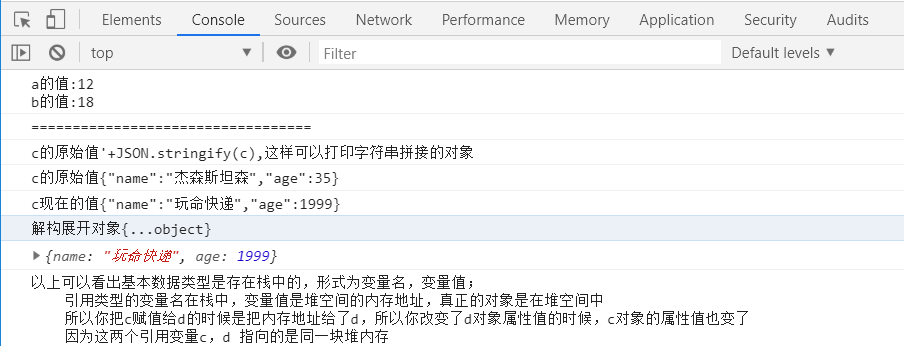 Elements Console Sources Network Performance Memory Application Security Audits
top Filter Default levels
a的值:12
b的值:18
==================================
c的原始值'+JSON.stringify(c),这样可以打印字符串拼接的对象
c的原始值{"name":"杰森斯坦森","age":35}
c现在的值{"name":"玩命快递","age":1999}
解构展开对象{...object}
{name: "玩命快递", age: 1999}
以上可以看出基本数据类型是存在栈中的，形式为变量名，变量值；
引用类型的变量名在栈中，变量值是堆空间的内存地址，真正的对象是在堆空间中
所以你把c赋值给d的时候是把内存地址给了d，所以你改变了d对象属性值的时候，c对象的属性值也变了
因为这两个引用变量c，d 指向的是同一块堆内存